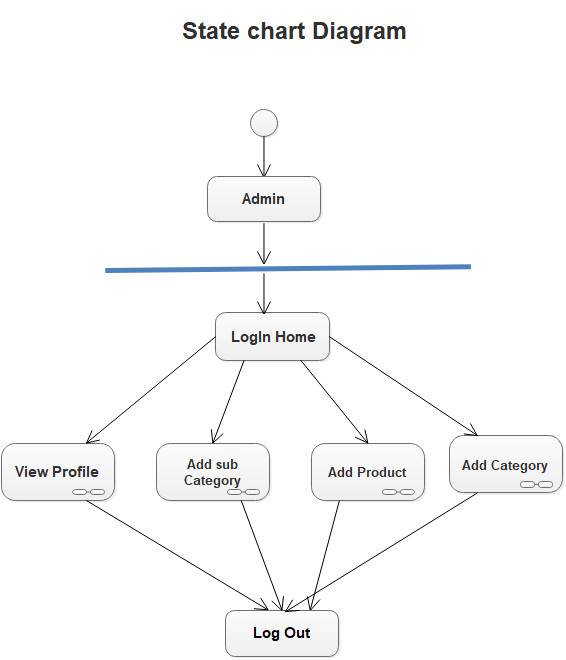 State chart Diagram
Admin
LogIn Home
View Profile
Add sub
Category
Add Product
Add Category
Log Out